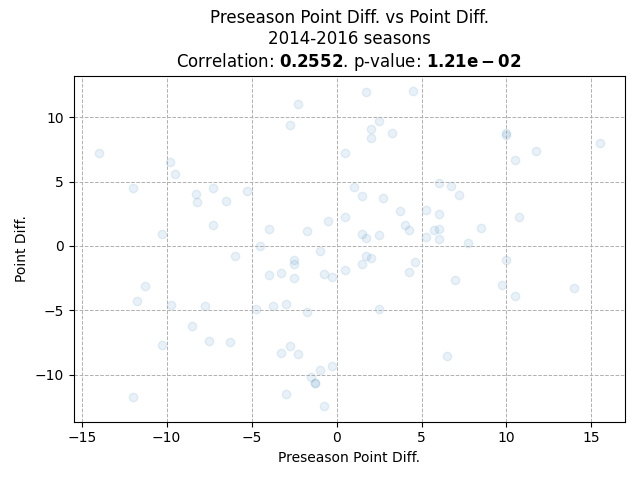 Preseason Point Diff. vs Point Diff.
2014-2016 seasons
Correlation: 0.2552. p-value: 1.21e − 02
Point Diff.
10
5
0
−5
−10
−15 −10 −5 0 5 10 15
Preseason Point Diff.